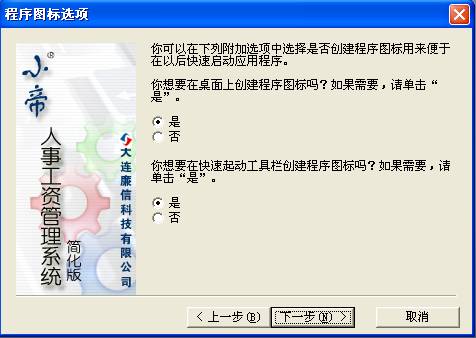 程序图标选项
你可以在下列附加选项中选择是否创建程序图标用来便于
在以后快速启动应用程序。
你想要在桌面上创建程序图标吗？如果需要，请单击“
是”。
是
否
你想要在快速起动工具栏创建程序图标吗？如果需要，请
单击“是”。
是
否
小帝
人事工资管理系统
简化版
大连廉信科技有限公司
< 上一步(B)
下一步(N) >
取消